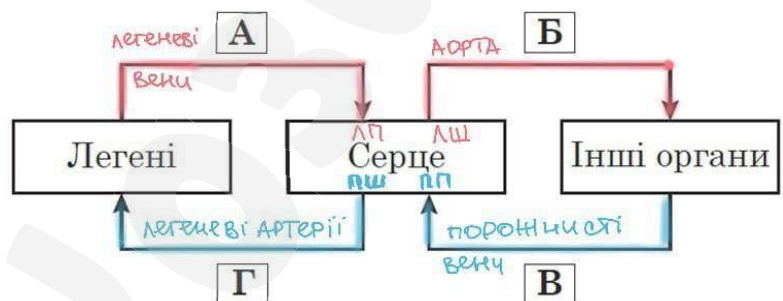 А
Б
легеневі
вени
АОРТА
ЛП ЛШ
Легені
Серце
Інші органи
ПШ ПП
легеневі артерії
порожнисті
вени
Г
В